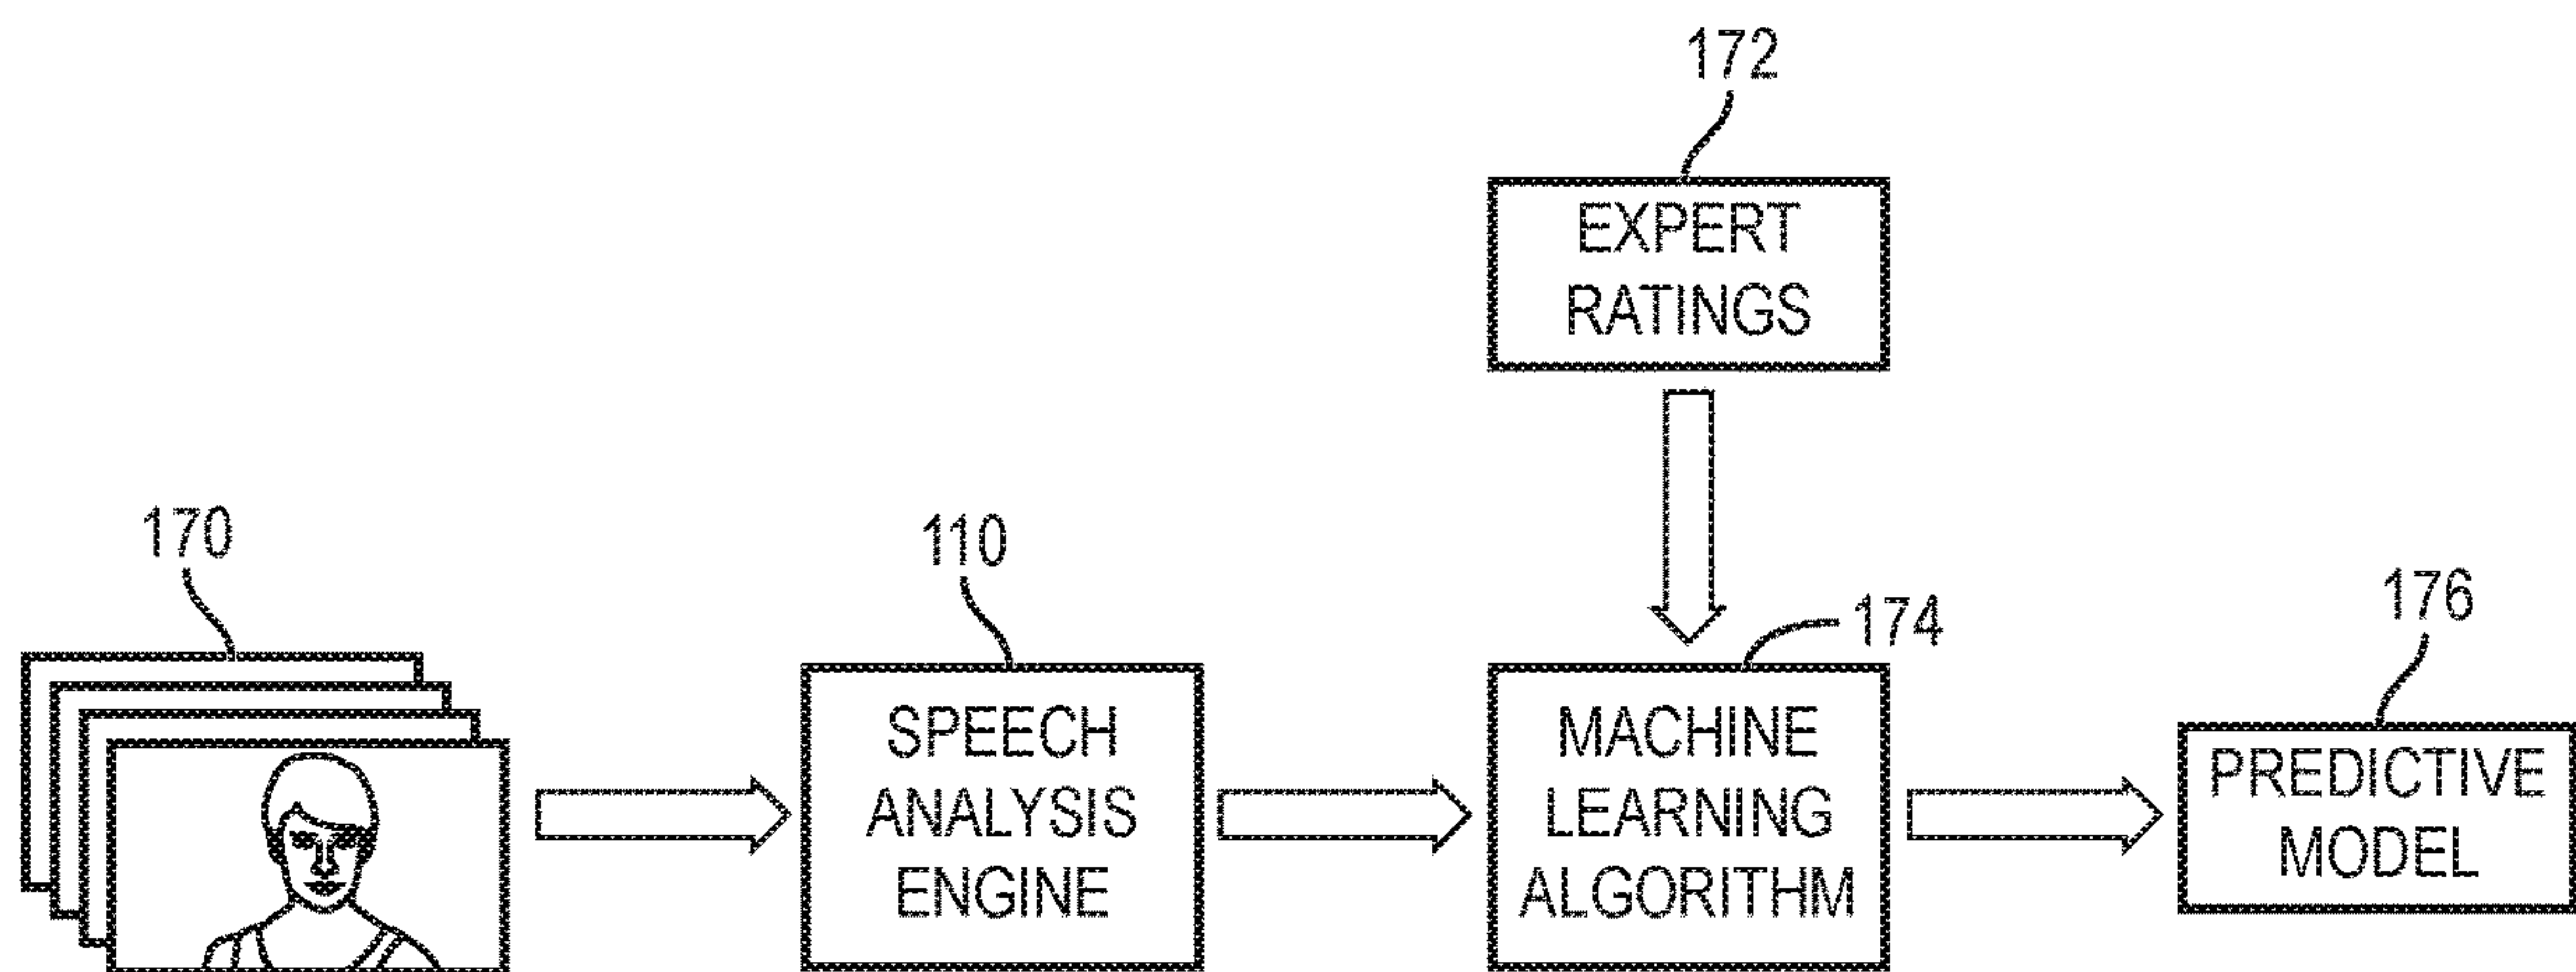 172
EXPERT
RATINGS
170
110
174
176
SPEECH
ANALYSIS
ENGINE
MACHINE
LEARNING
ALGORITHM
PREDICTIVE
MODEL